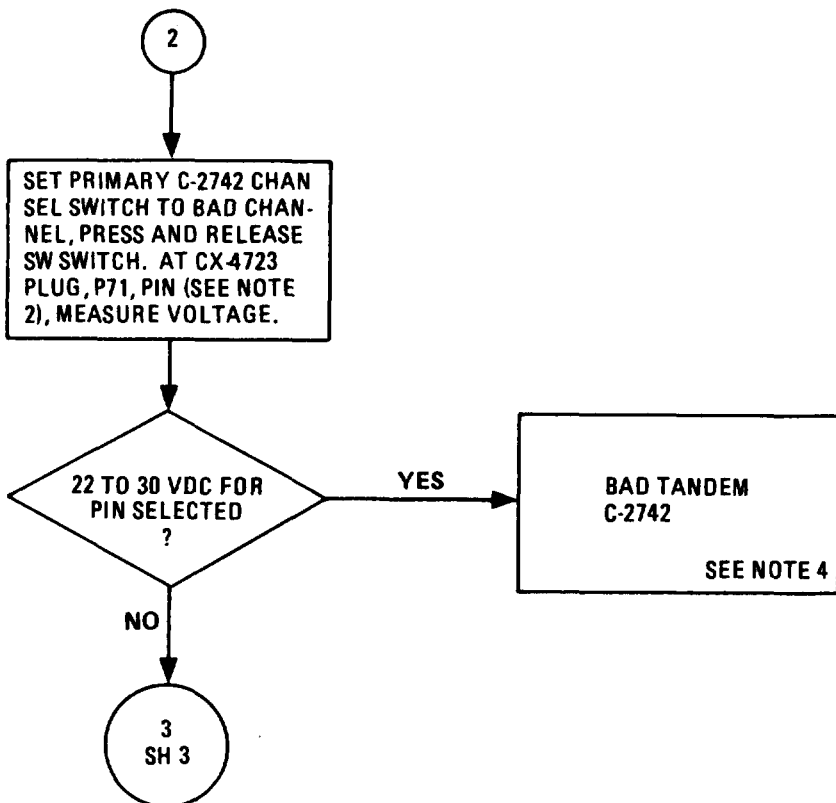 2
SET PRIMARY C-2742 CHAN
SEL SWITCH TO BAD CHAN-
NEL, PRESS AND RELEASE
SW SWITCH. AT CX-4723
PLUG, P71, PIN (SEE NOTE
2), MEASURE VOLTAGE.
22 TO 30 VDC FOR
PIN SELECTED
?
YES
BAD TANDEM
C-2742
SEE NOTE 4
NO
3
SH 3